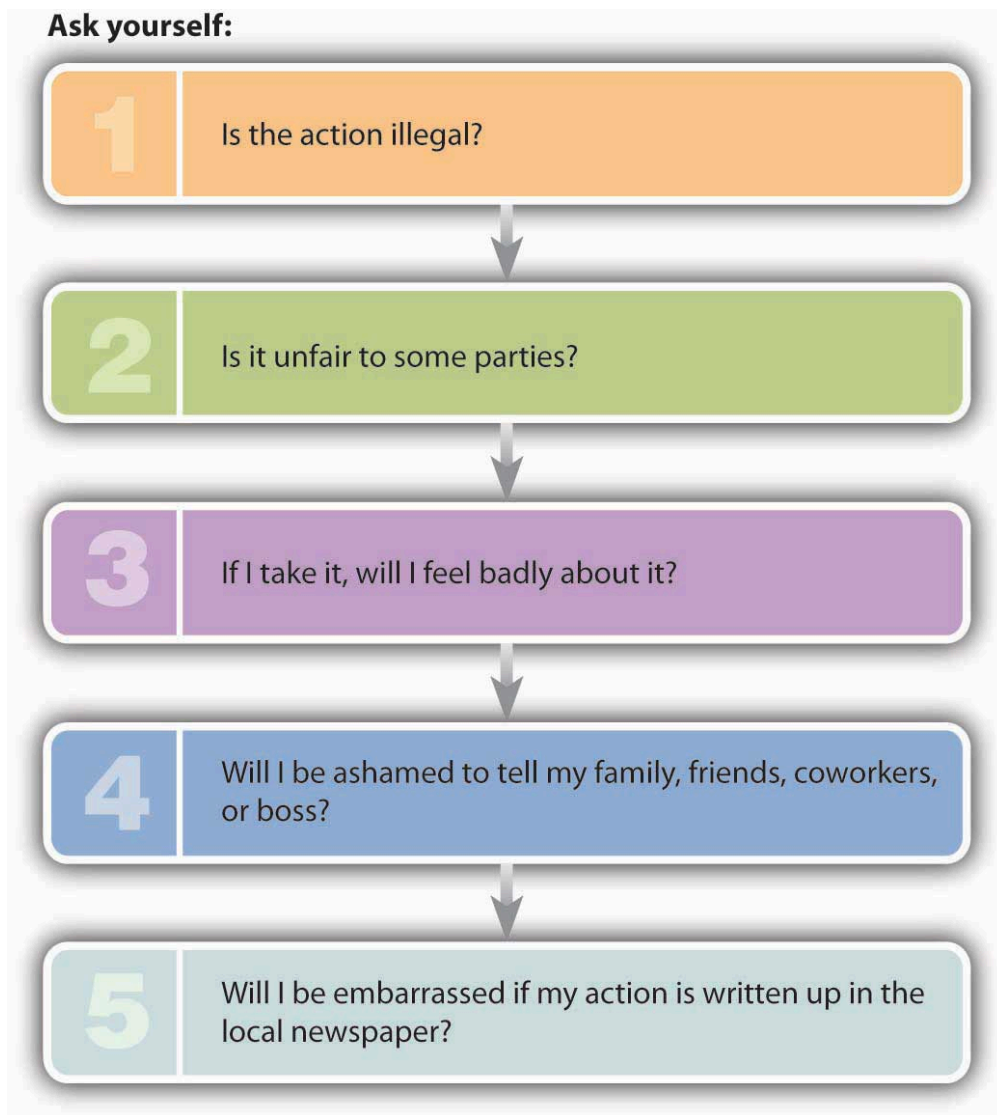 Ask yourself:
1
Is the action illegal?
2
Is it unfair to some parties?
3
If I take it, will I feel badly about it?
4
Will I be ashamed to tell my family, friends, coworkers,
or boss?
5
Will I be embarrassed if my action is written up in the
local newspaper?